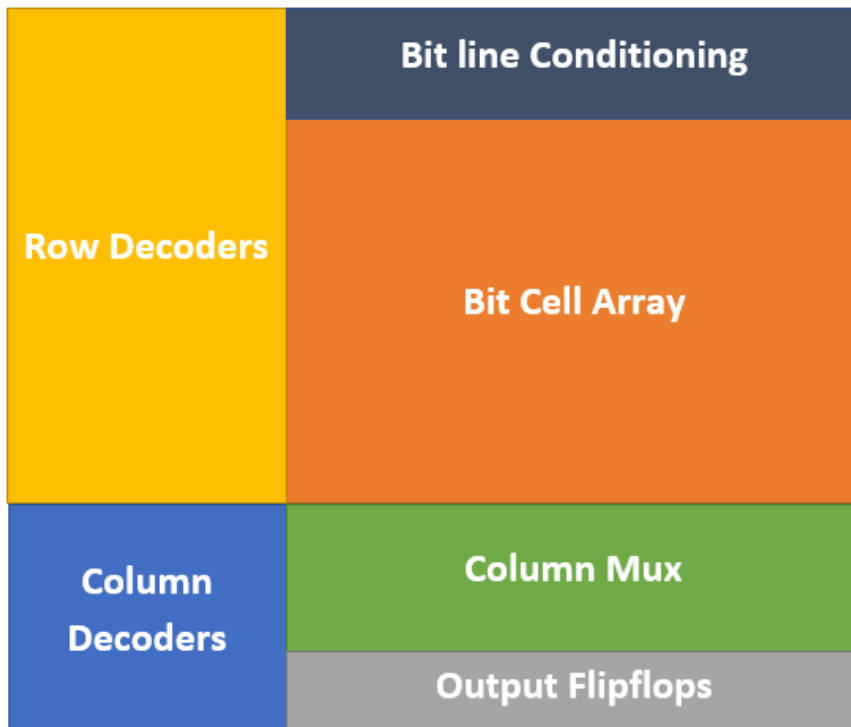 Bit line Conditioning
Row Decoders
Bit Cell Array
Column
Decoders
Column Mux
Output Flipflops